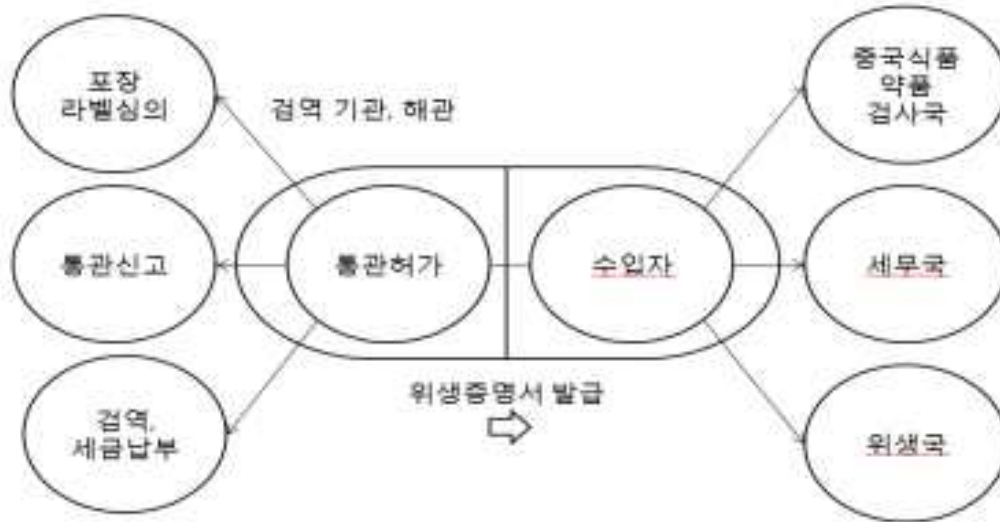 포장
라벨심의
검역 기관, 해관
중국식품
약품
검사국
통관신고
통관허가
수입자
세무국
위생증명서 발급
검역,
세금납부
위생국